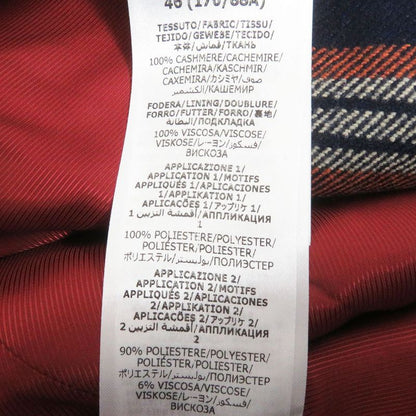 46 (170/88A)
TESSUTO/FABRIC/TISSU/
TEJIDO/GEWEBE/TECIDO/
本体/قماش/ТКАНЬ
100% CASHMERE/CACHEMIRE/
CACHEMIRA/KASCHMIR/
CAXEMIRA/カシミヤ/صوف
الكشمير/КАШЕМИР
FODERA/LINING/DOUBLURE/
FORRO/FUTTER/FORRO/裏地/
البطانة/ПОДКЛАДКА
100% VISCOSA/VISCOSE/
VISKOSE/レーヨン/فسكوز/
ВИСКОЗА
APPLICAZIONE 1/
APPLICATION 1/MOTIFS
APPLIQUÉS 1/APLICACIONES
1/APPLIKATION 1/
APLICAÇÕES 1/アップリケ 1/
أقمشة التزيين 1/АППЛИКАЦИЯ
1
100% POLIESTERE/POLYESTER/
POLIÉSTER/POLYESTER/
POLIÉSTER/
ポリエステル/بوليستر/ПОЛИЭСТЕР
APPLICAZIONE 2/
APPLICATION 2/MOTIFS
APPLIQUÉS 2/APLICACIONES
2/APPLIKATION 2/
APLICAÇÕES 2/アップリケ 2/
أقمشة التزيين 2/АППЛИКАЦИЯ
2
90% POLIESTERE/POLYESTER/
POLIÉSTER/POLYESTER/
POLIÉSTER/
ポリエステル/بوليستر/ПОЛИЭСТЕР
6% VISCOSA/VISCOSE/
VISKOSE/レーヨン/فسكوز/
ВИСКОЗА